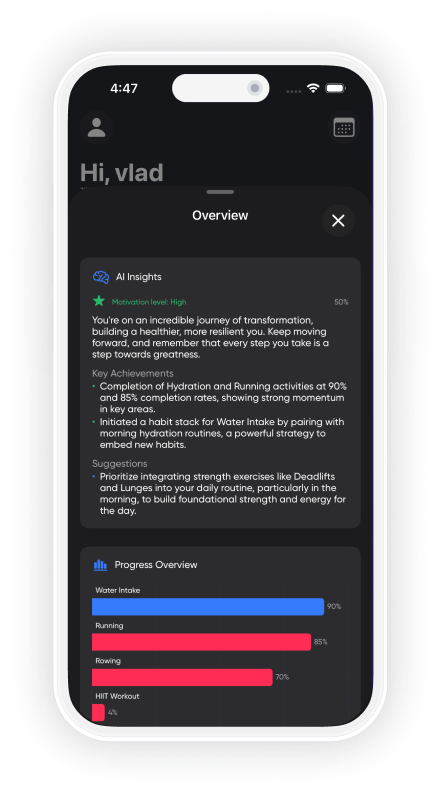 4:47
Hi, vlad
Overview
AI Insights
Motivation level: High
50%
You're on an incredible journey of transformation,
building a healthier, more resilient you. Keep moving
forward, and remember that every step you take is a
step towards greatness.
Key Achievements
• Completion of Hydration and Running activities at 90%
and 85% completion rates, showing strong momentum
in key areas.
• Initiated a habit stack for Water Intake by pairing with
morning hydration routines, a powerful strategy to
embed new habits.
Suggestions
• Prioritize integrating strength exercises like Deadlifts
and Lunges into your daily routine, particularly in the
morning, to build foundational strength and energy for
the day.
Progress Overview
Water Intake
90%
Running
85%
Rowing
70%
HIIT Workout
4%